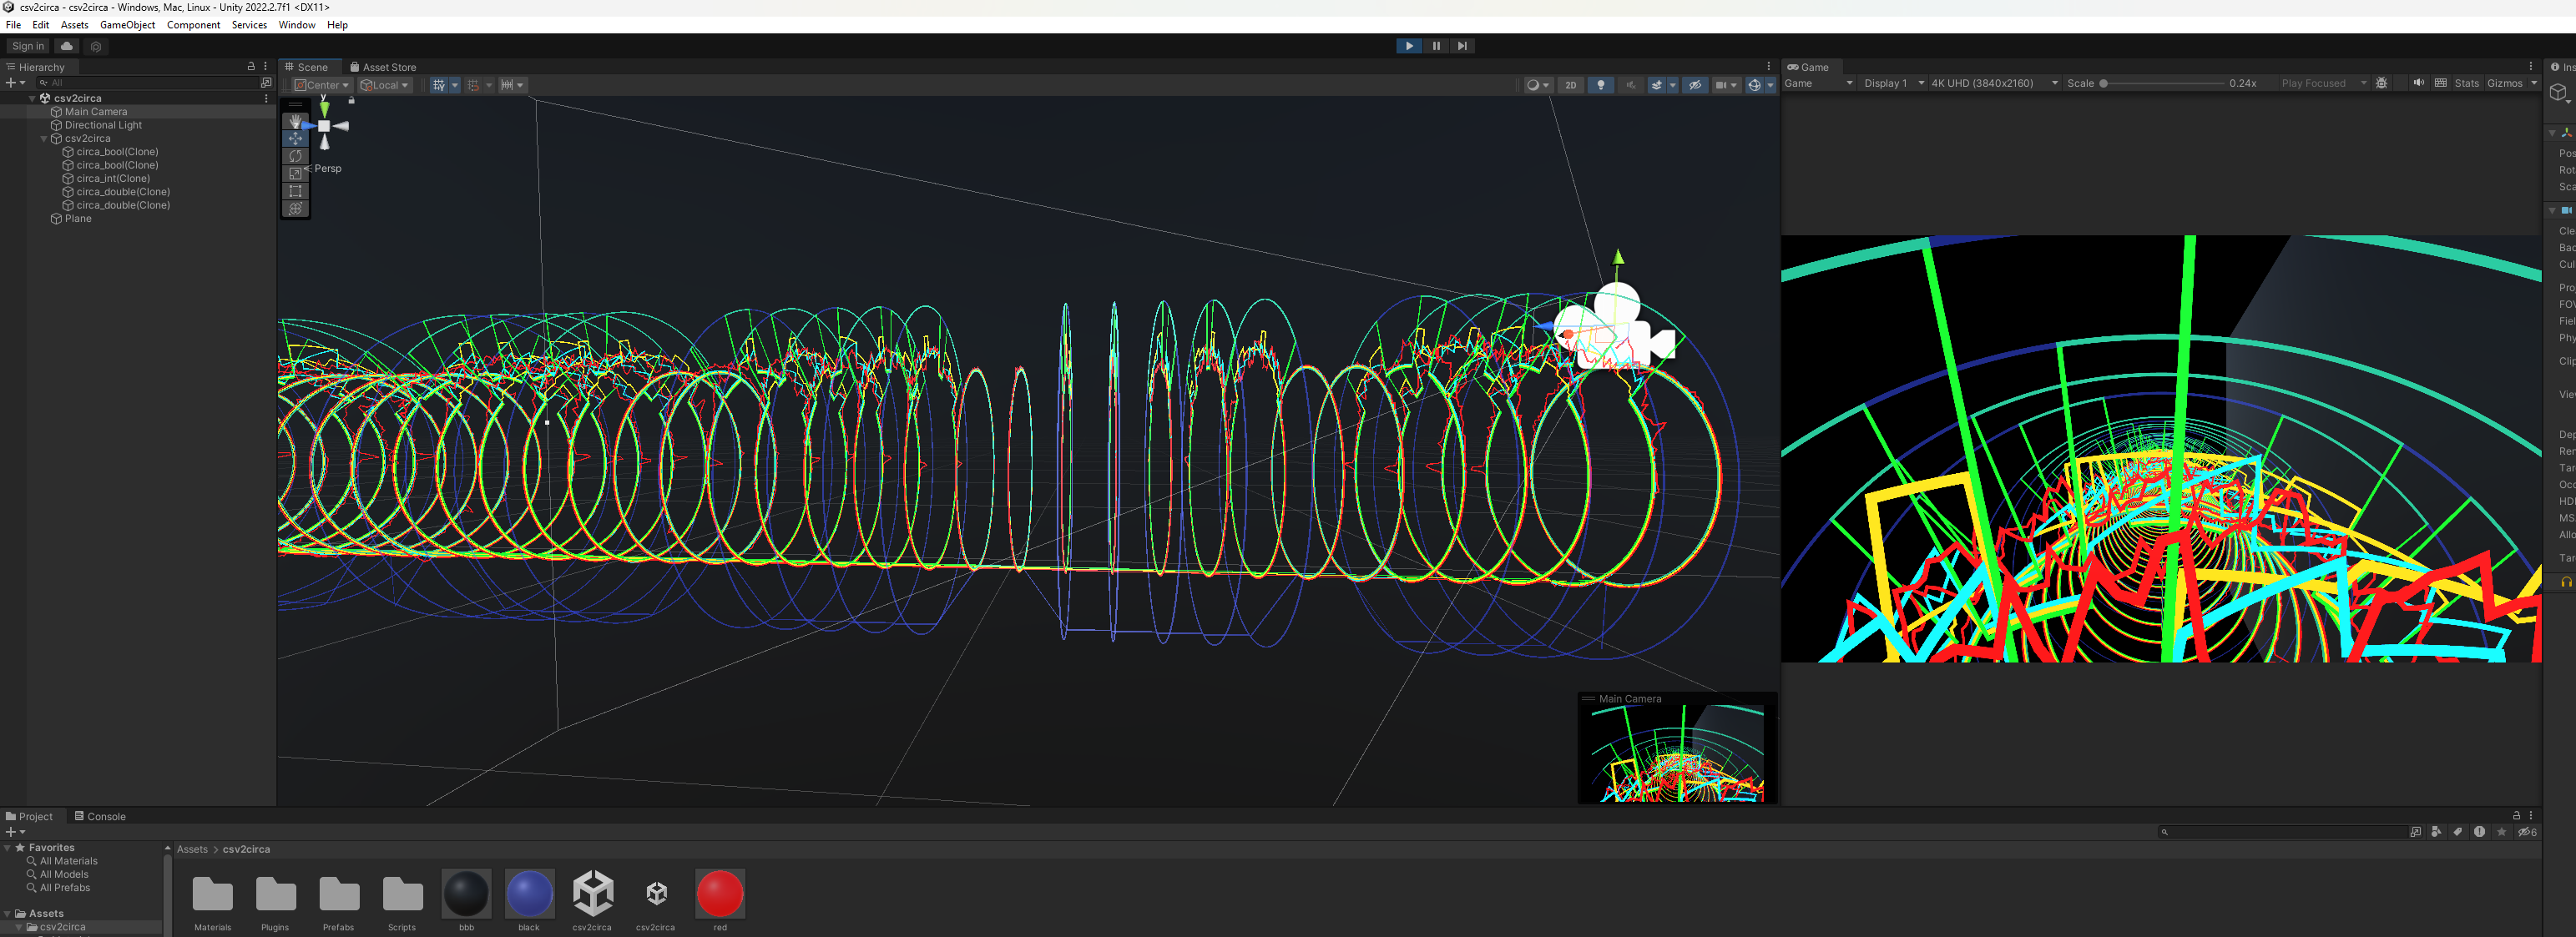 csv2circa - csv2circa - Windows, Mac, Linux - Unity 2022.2.7f1 <DX11>
File Edit Assets GameObject Component Services Window Help
Sign in
Hierarchy
All
csv2circa
Main Camera
Directional Light
csv2circa
circa_bool(Clone)
circa_bool(Clone)
circa_int(Clone)
circa_double(Clone)
circa_double(Clone)
Plane
Scene Asset Store
Center Local 2D
y
Persp
Main Camera
Game
Game Display 1 4K UHD (3840x2160) Scale 0.24x Play Focused Stats Gizmos
Ins
Pos
Rot
Sca
Cle
Bac
Cul
Pro
FOV
Fiel
Phy
Clip
View
Dep
Ren
Tar
Occ
HDI
MS
Allo
Tar
Project Console
6
Favorites
All Materials
All Models
All Prefabs
Assets
csv2circa
Assets > csv2circa
Materials Plugins Prefabs Scripts bbb black csv2circa csv2circa red